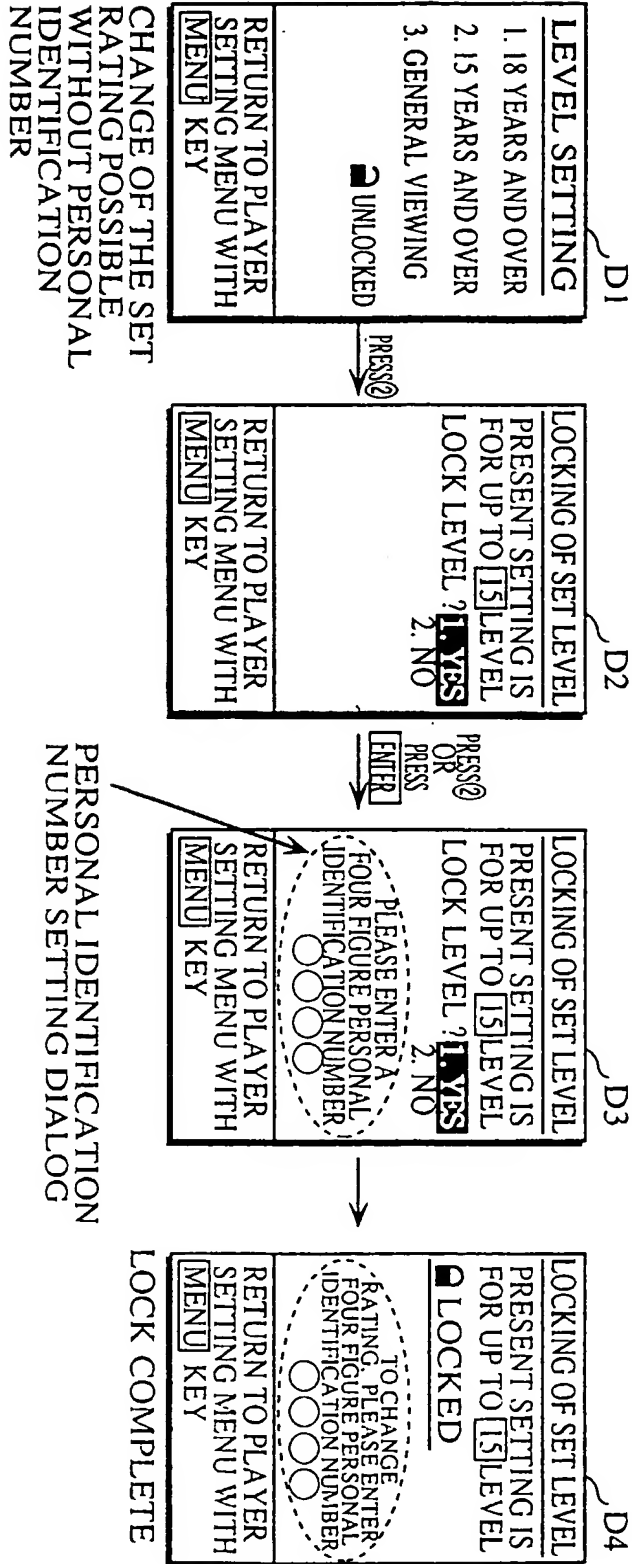 D1
LEVEL SETTING
1. 18 YEARS AND OVER
2. 15 YEARS AND OVER
3. GENERAL VIEWING
UNLOCKED
RETURN TO PLAYER
SETTING MENU WITH
MENU KEY
CHANGE OF THE SET
RATING POSSIBLE
WITHOUT PERSONAL
IDENTIFICATION
NUMBER
PRESS②
D2
LOCKING OF SET LEVEL
PRESENT SETTING IS
FOR UP TO 15 LEVEL
LOCK LEVEL ? 1. YES
2. NO
RETURN TO PLAYER
SETTING MENU WITH
MENU KEY
PRESS②
OR
PRESS
ENTER
D3
LOCKING OF SET LEVEL
PRESENT SETTING IS
FOR UP TO 15 LEVEL
LOCK LEVEL ? 1. YES
2. NO
PLEASE ENTER A
FOUR FIGURE PERSONAL
IDENTIFICATION NUMBER
RETURN TO PLAYER
SETTING MENU WITH
MENU KEY
PERSONAL IDENTIFICATION
NUMBER SETTING DIALOG
D4
LOCKING OF SET LEVEL
PRESENT SETTING IS
FOR UP TO 15 LEVEL
LOCKED
TO CHANGE
RATING, PLEASE ENTER
FOUR FIGURE PERSONAL
IDENTIFICATION NUMBER
RETURN TO PLAYER
SETTING MENU WITH
MENU KEY
LOCK COMPLETE